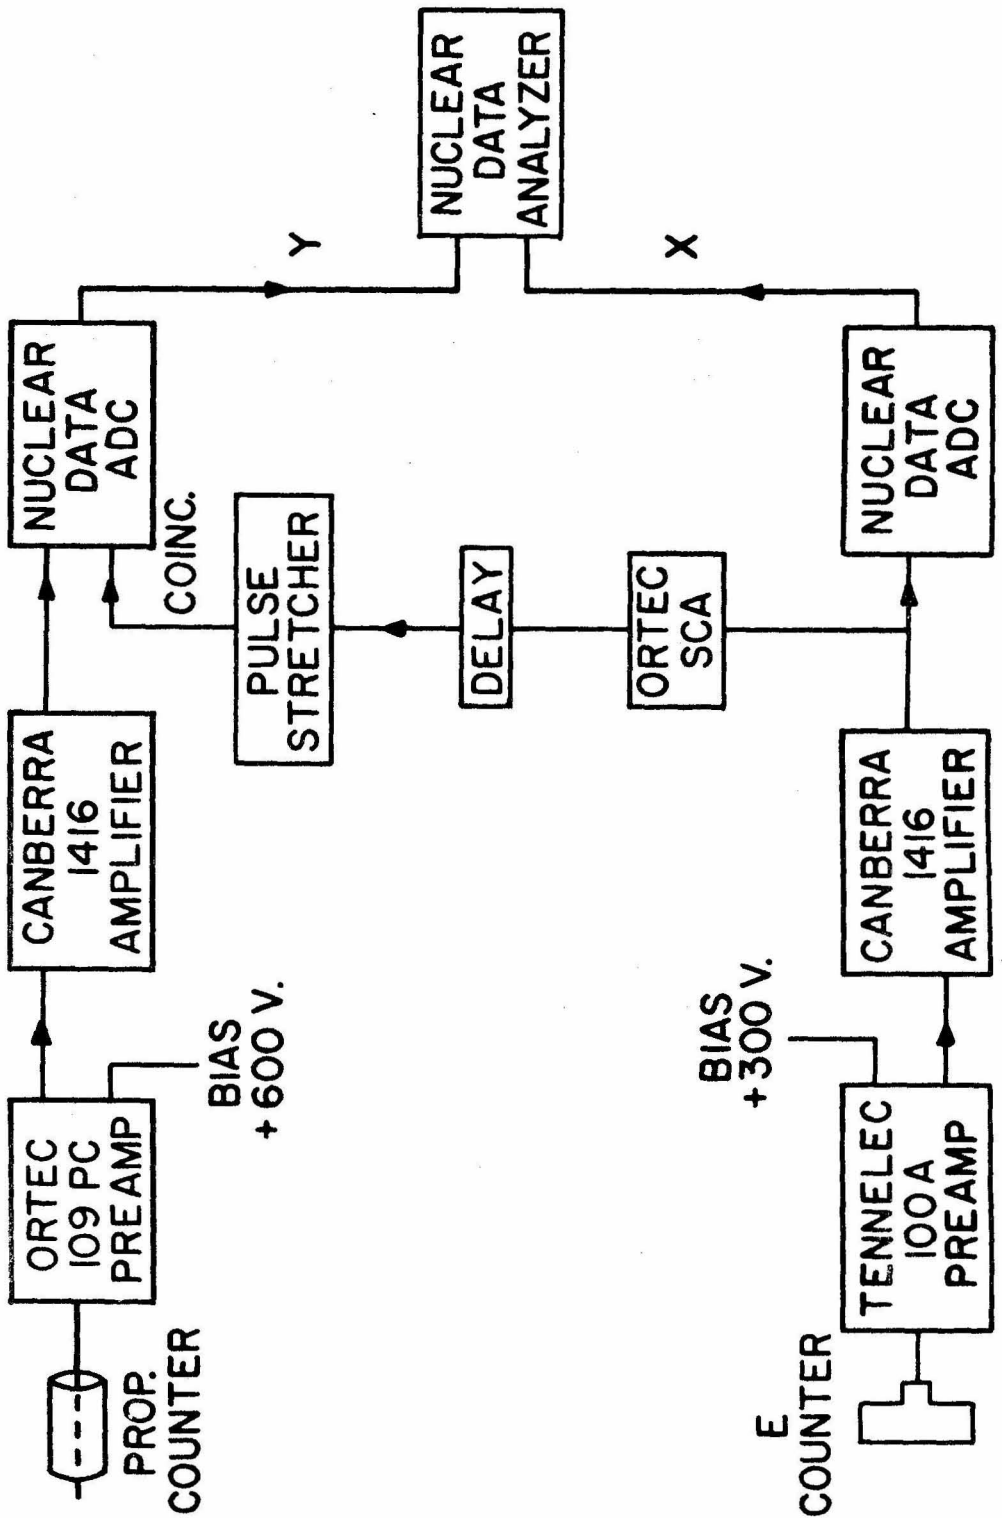 PROP.
COUNTER
ORTEC
109 PC
PREAMP
BIAS
+ 600 V.
CANBERRA
1416
AMPLIFIER
NUCLEAR
DATA
ADC
COINC.
PULSE
STRETCHER
DELAY
ORTEC
SCA
Y
NUCLEAR
DATA
ANALYZER
X
E
COUNTER
TENNELEC
100 A
PREAMP
BIAS
+300 V.
CANBERRA
1416
AMPLIFIER
NUCLEAR
DATA
ADC